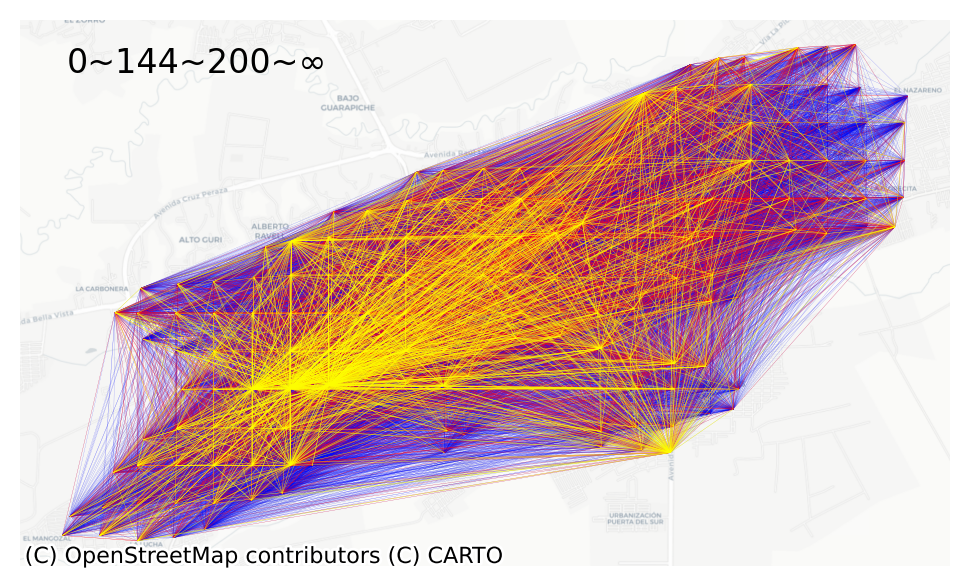 EL ZORRO
0~144~200~∞
BAJO
GUARAPICHE
EL NAZARENO
Avenida Cruz Peraza
ALBERTO
RAVELL
ALTO GURI
LA CARBONERA
Bella Vista
URBANIZACIÓN
PUERTA DEL SUR
EL MANGOZAL
(C) OpenStreetMap contributors (C) CARTO